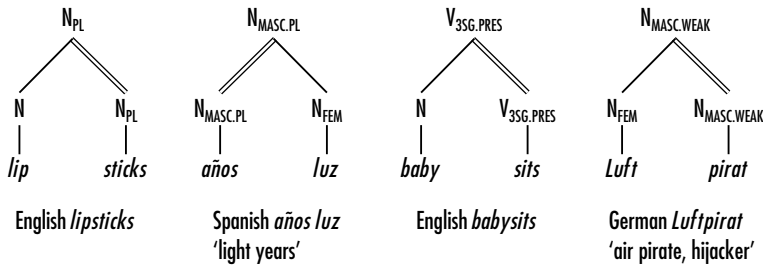 N_PL N_MASC.PL V_3SG.PRES N_MASC.WEAK
N N_PL N_MASC.PL N_FEM N V_3SG.PRES N_FEM N_MASC.WEAK
lip sticks años luz baby sits Luft pirat
English lipsticks Spanish años luz English babysits German Luftpirat
‘light years’ ‘air pirate, hijacker’